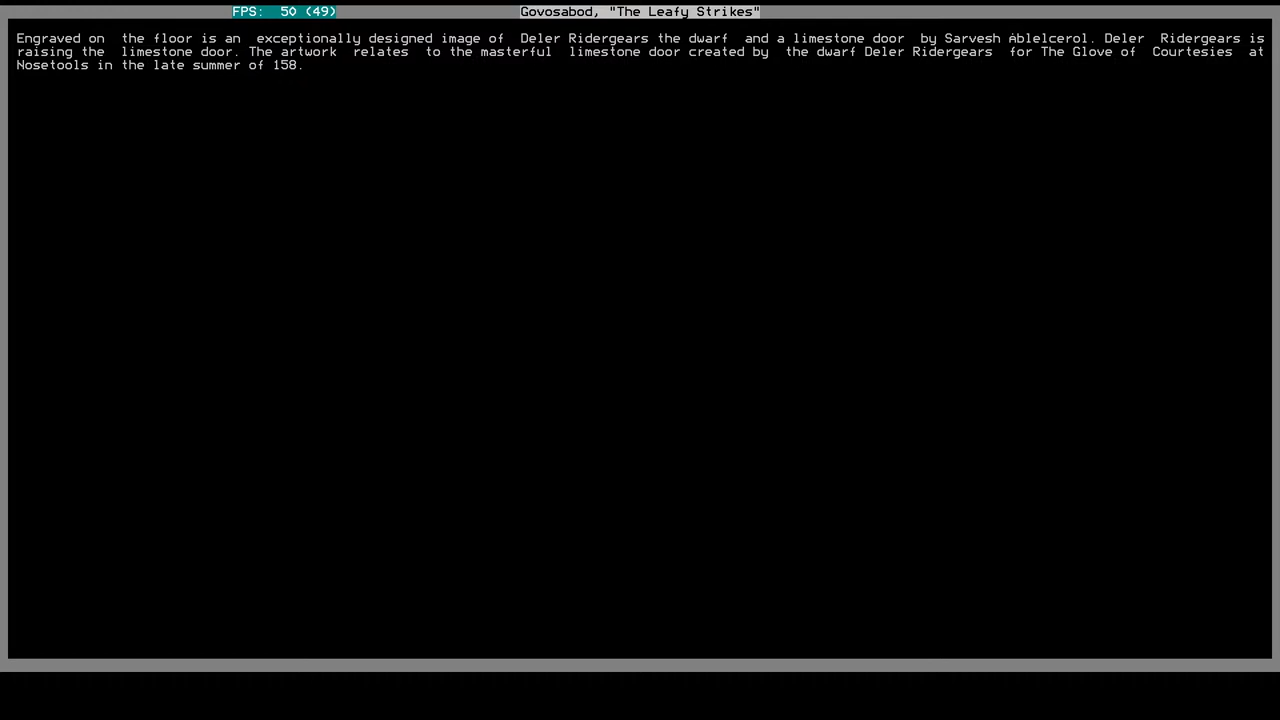 FPS: 50 (49)
Govosabod, "The Leafy Strikes"
Engraved on the floor is an exceptionally designed image of Deler Ridergears the dwarf and a limestone door by Sarvesh Ablelcerol. Deler Ridergears is
raising the limestone door. The artwork relates to the masterful limestone door created by the dwarf Deler Ridergears for The Glove of Courtesies at
Nosetools in the late summer of 158.